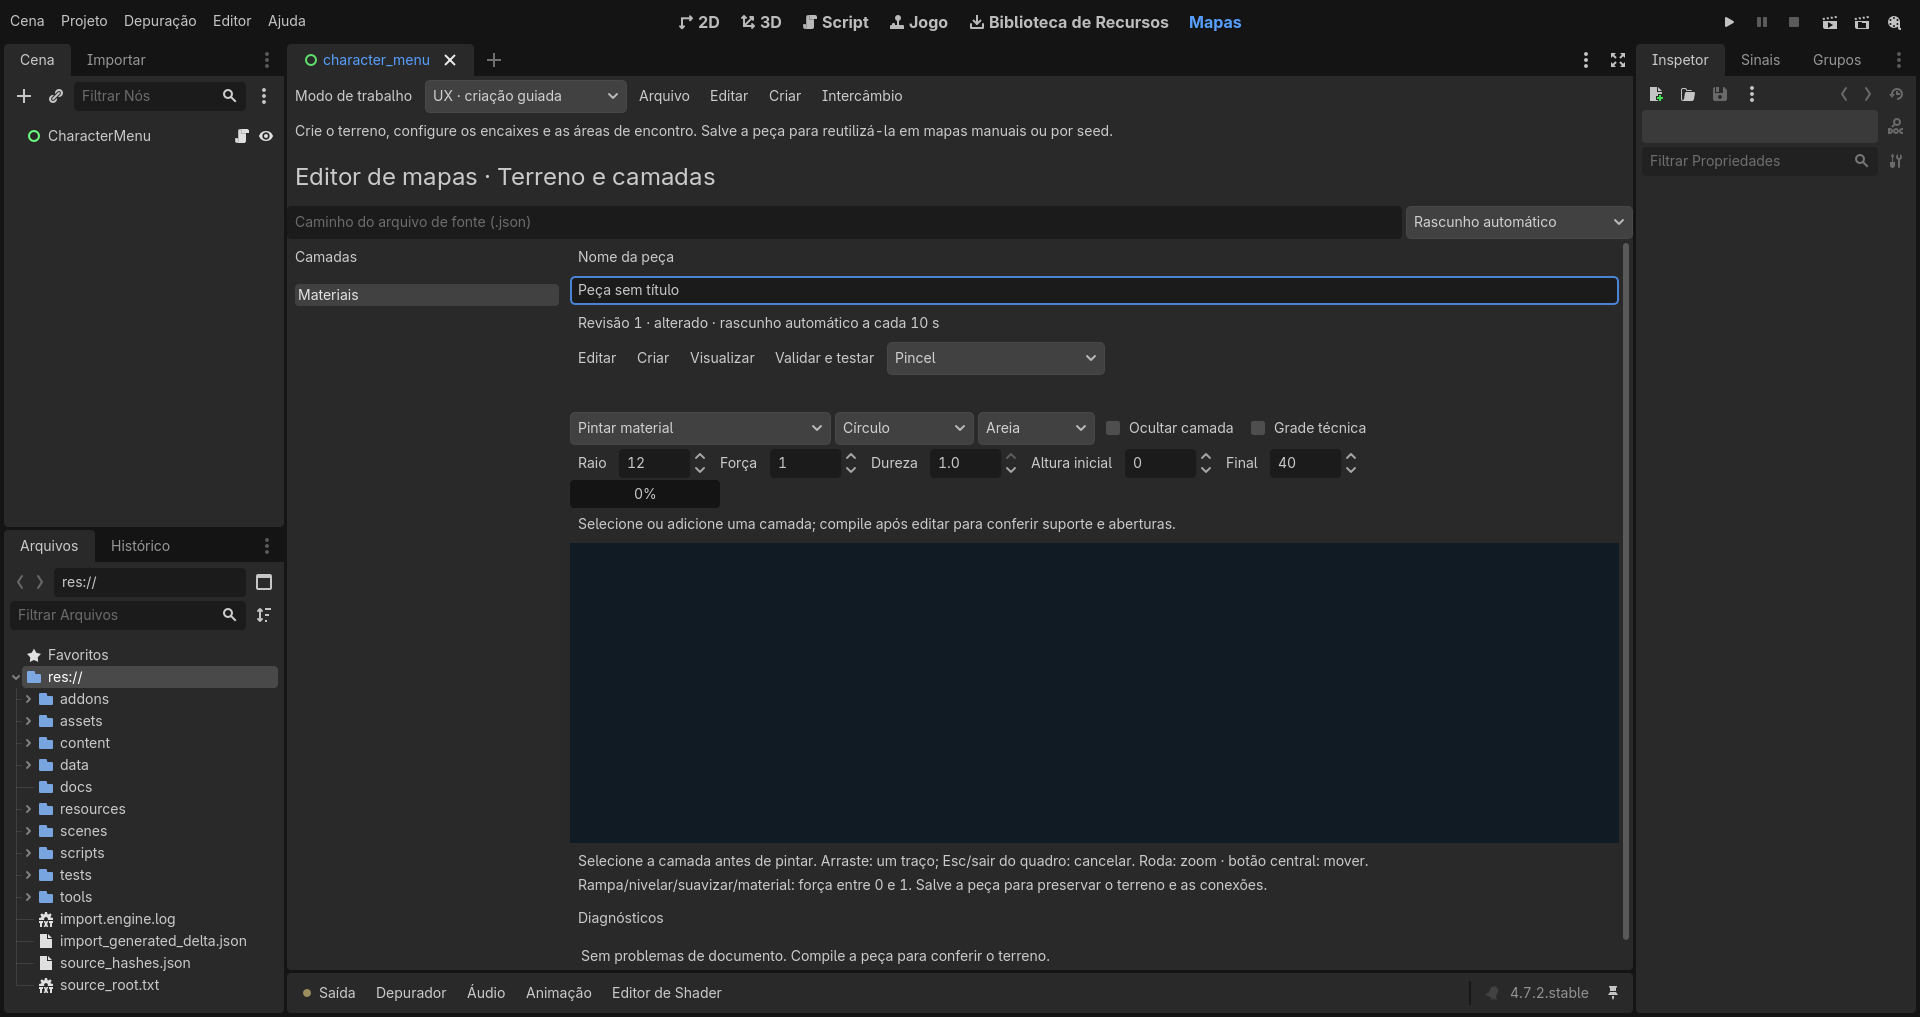 Cena Projeto Depuração Editor Ajuda
2D 3D Script Jogo Biblioteca de Recursos Mapas
Cena Importar
Filtrar Nós
CharacterMenu
Arquivos Histórico
res://
Filtrar Arquivos
Favoritos
res://
addons
assets
content
data
docs
resources
scenes
scripts
tests
tools
import.engine.log
import_generated_delta.json
source_hashes.json
source_root.txt
character_menu
Modo de trabalho UX · criação guiada Arquivo Editar Criar Intercâmbio
Crie o terreno, configure os encaixes e as áreas de encontro. Salve a peça para reutilizá-la em mapas manuais ou por seed.
Editor de mapas · Terreno e camadas
Caminho do arquivo de fonte (.json) Rascunho automático
Camadas
Materiais
Nome da peça
Peça sem título
Revisão 1 · alterado · rascunho automático a cada 10 s
Editar Criar Visualizar Validar e testar Pincel
Pintar material Círculo Areia Ocultar camada Grade técnica
Raio 12 Força 1 Dureza 1.0 Altura inicial 0 Final 40
0%
Selecione ou adicione uma camada; compile após editar para conferir suporte e aberturas.
Selecione a camada antes de pintar. Arraste: um traço; Esc/sair do quadro: cancelar. Roda: zoom · botão central: mover.
Rampa/nivelar/suavizar/material: força entre 0 e 1. Salve a peça para preservar o terreno e as conexões.
Diagnósticos
Sem problemas de documento. Compile a peça para conferir o terreno.
Saída Depurador Áudio Animação Editor de Shader 4.7.2.stable
Inspetor Sinais Grupos
DOC
Filtrar Propriedades